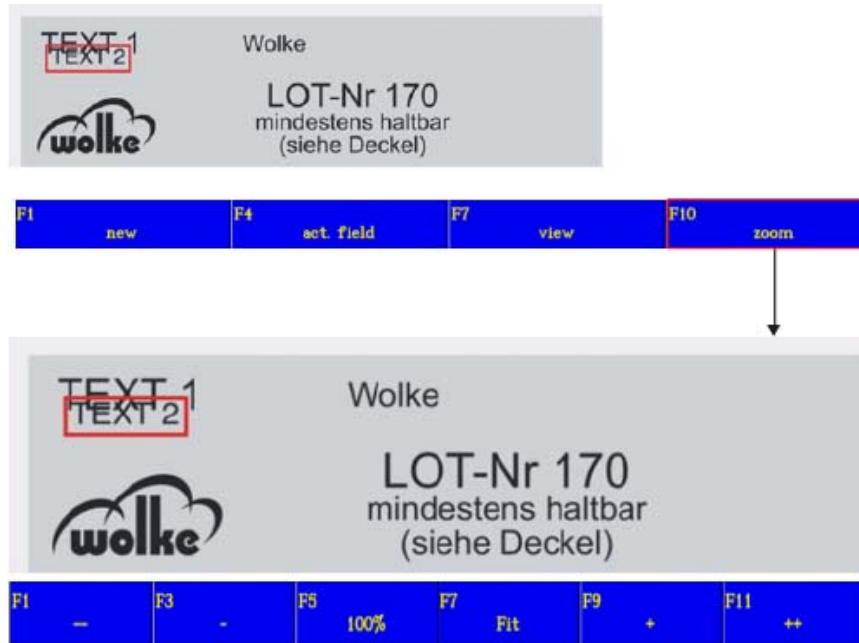 TEXT 1 Wolke
TEXT 2
LOT-Nr 170
mindestens haltbar
wolke (siehe Deckel)
F1 F4 F7 F10
new act. field view zoom
TEXT 1 Wolke
TEXT 2
LOT-Nr 170
mindestens haltbar
wolke (siehe Deckel)
F1 F3 F5 F7 F9 F11
-- - 100% Fit + ++